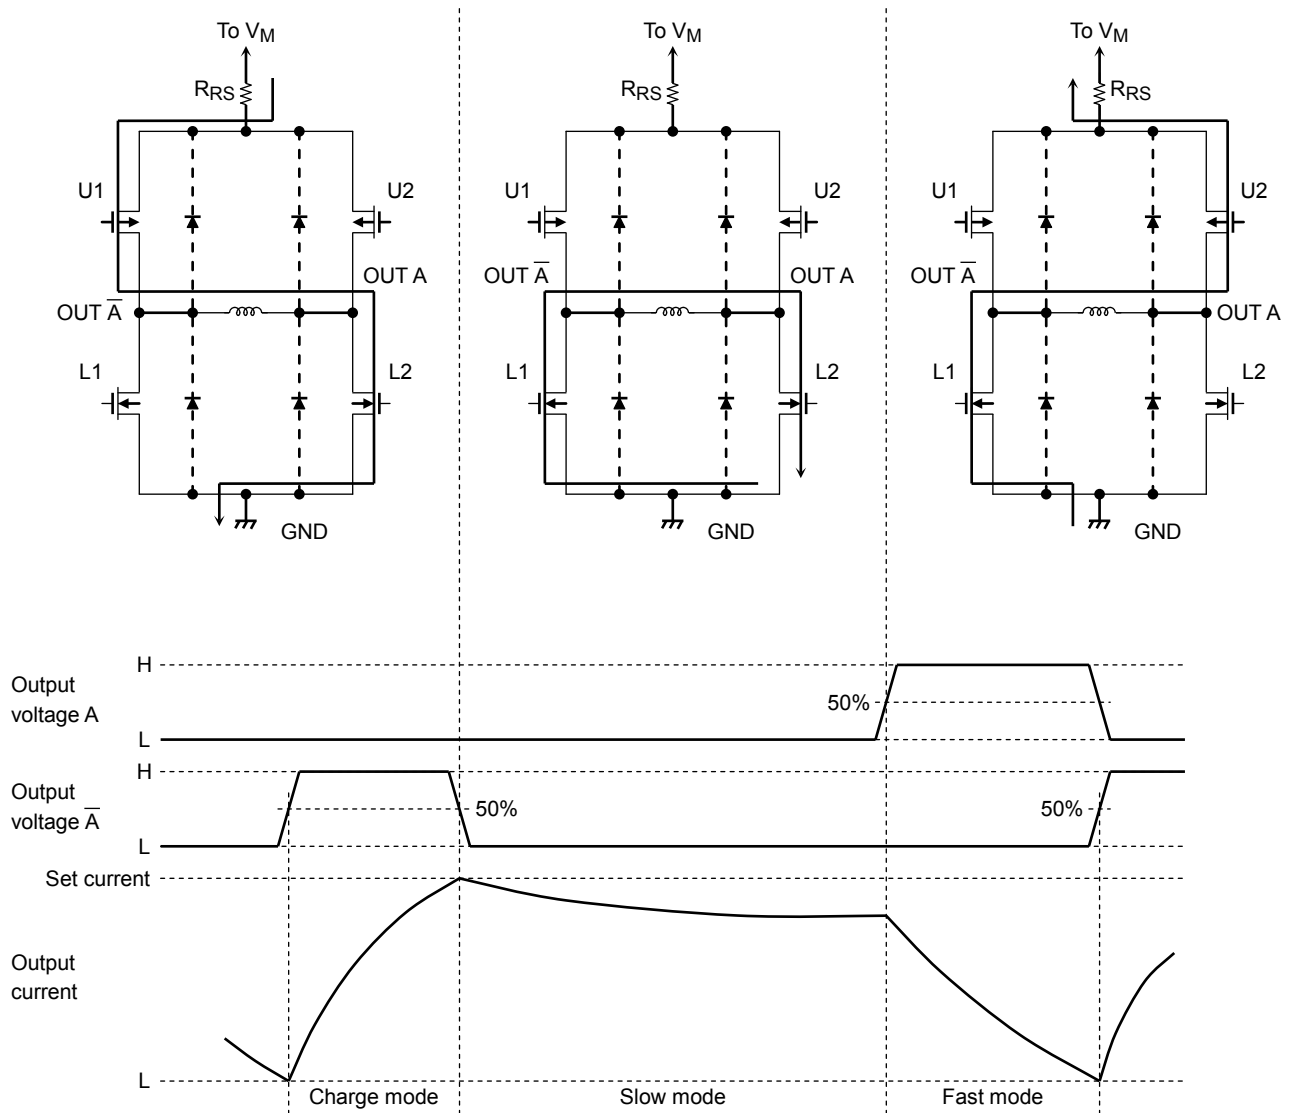 To VM
RRS
U1
U2
OUT A
OUT A̅
L1
L2
GND
To VM
RRS
U1
U2
OUT A̅
OUT A
L1
L2
GND
To VM
RRS
U1
U2
OUT A̅
OUT A
L1
L2
GND
Output
voltage A
H
50%
L
Output
voltage A̅
H
50%
50%
L
Set current
Output
current
L
Charge mode
Slow mode
Fast mode